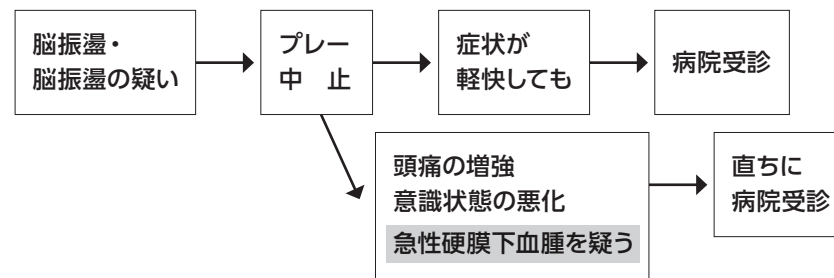 脳振盪・
脳振盪の疑い
プレー
中　止
症状が
軽快しても
病院受診
頭痛の増強
意識状態の悪化
急性硬膜下血腫を疑う
直ちに
病院受診